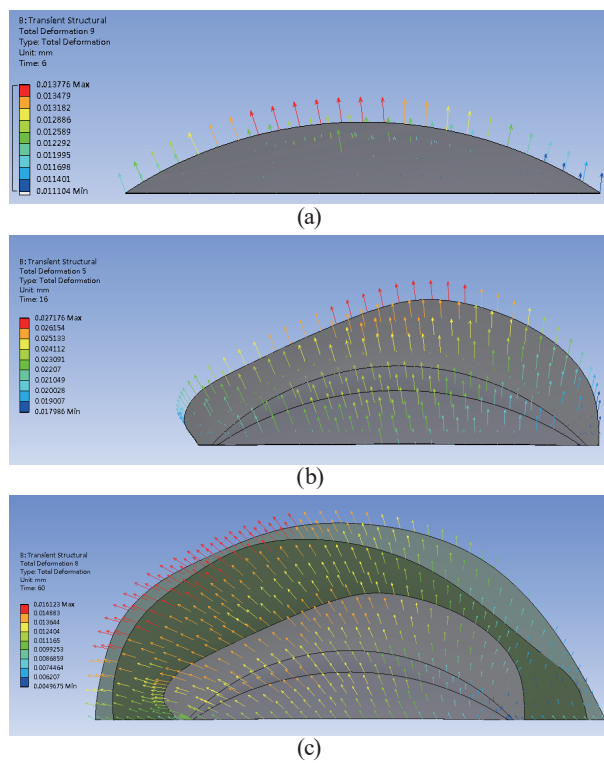 B: Transient Structural
Total Deformation 9
Type: Total Deformation
Unit: mm
Time: 6
0.013776 Max
0.013479
0.013182
0.012886
0.012589
0.012292
0.011995
0.011698
0.011401
0.011104 Min
(a)
B: Transient Structural
Total Deformation 5
Type: Total Deformation
Unit: mm
Time: 16
0.027176 Max
0.026154
0.025133
0.024112
0.023091
0.02207
0.021049
0.020028
0.019007
0.017986 Min
(b)
B: Transient Structural
Total Deformation 8
Type: Total Deformation
Unit: mm
Time: 60
0.016123 Max
0.014883
0.013644
0.012404
0.011165
0.0099253
0.0086859
0.0074464
0.006207
0.0049675 Min
(c)